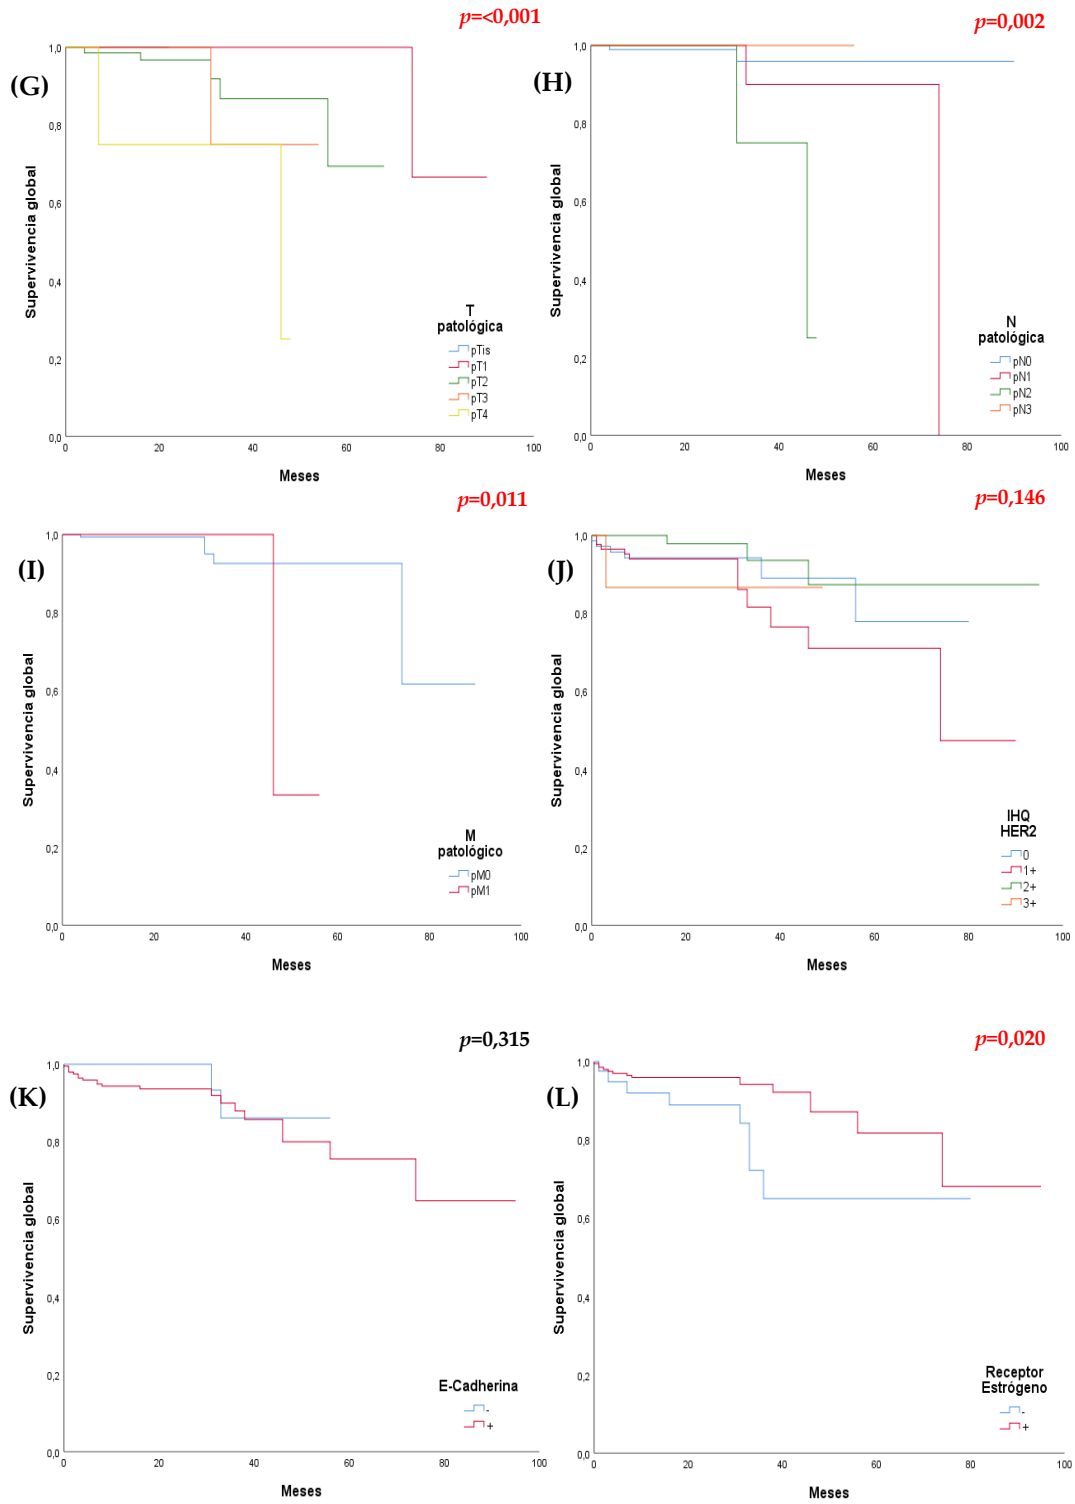 p=<0,001
(G)
1,0
0,8
0,6
0,4
0,2
0,0
Supervivencia global
T
patológica
pTis
pT1
pT2
pT3
pT4
0 20 40 60 80 100
Meses
p=0,002
(H)
1,0
0,8
0,6
0,4
0,2
0,0
Supervivencia global
N
patológica
pN0
pN1
pN2
pN3
0 20 40 60 80 100
Meses
p=0,011
(I)
1,0
0,8
0,6
0,4
0,2
0,0
Supervivencia global
M
patológico
pM0
pM1
0 20 40 60 80 100
Meses
p=0,146
(J)
1,0
0,8
0,6
0,4
0,2
0,0
Supervivencia global
IHQ
HER2
0
1+
2+
3+
0 20 40 60 80 100
Meses
p=0,315
(K)
1,0
0,8
0,6
0,4
0,2
0,0
Supervivencia global
E-Cadherina
-
+
0 20 40 60 80 100
Meses
p=0,020
(L)
1,0
0,8
0,6
0,4
0,2
0,0
Supervivencia global
Receptor
Estrógeno
-
+
0 20 40 60 80 100
Meses